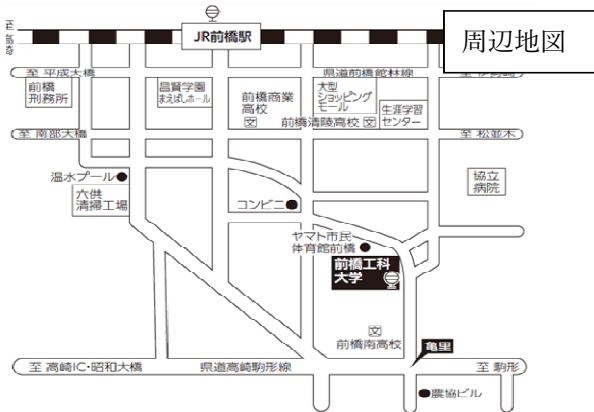 周辺地図
至
高崎
JR前橋駅
至 平成大橋
県道前橋館林線
前橋
刑務所
昌賢学園
まえばしホール
前橋商業
高校
文
大型
ショッピング
モール
生涯学習
センター
前橋清陵高校 文
至 南部大橋
至 松並木
温水プール
六供
清掃工場
コンビニ
協立
病院
ヤマト市民
体育館前橋
前橋工科
大学
文
前橋南高校
亀里
至 高崎IC・昭和大橋
県道高崎駒形線
至 駒形
農協ビル